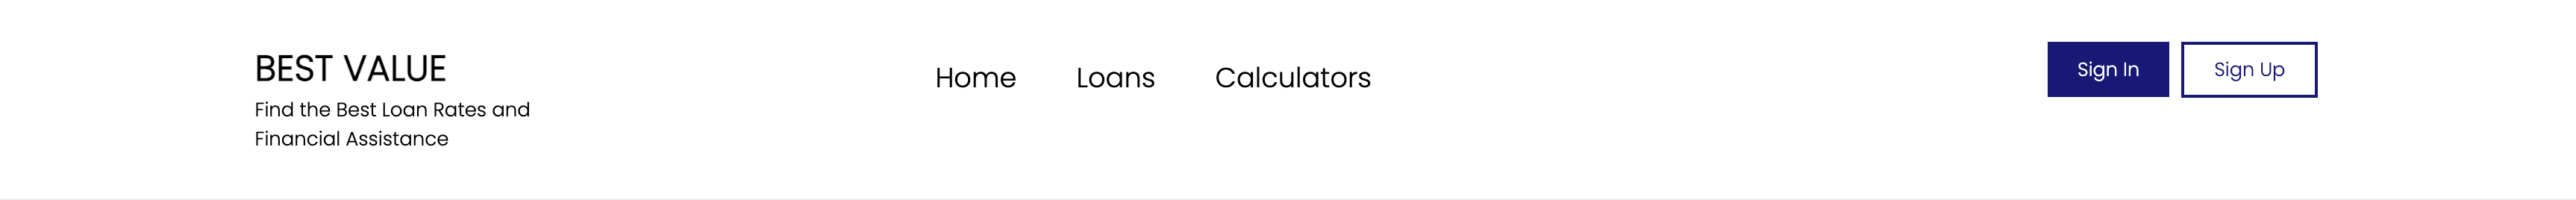 BEST VALUE
Find the Best Loan Rates and
Financial Assistance
Home Loans Calculators
Sign In Sign Up